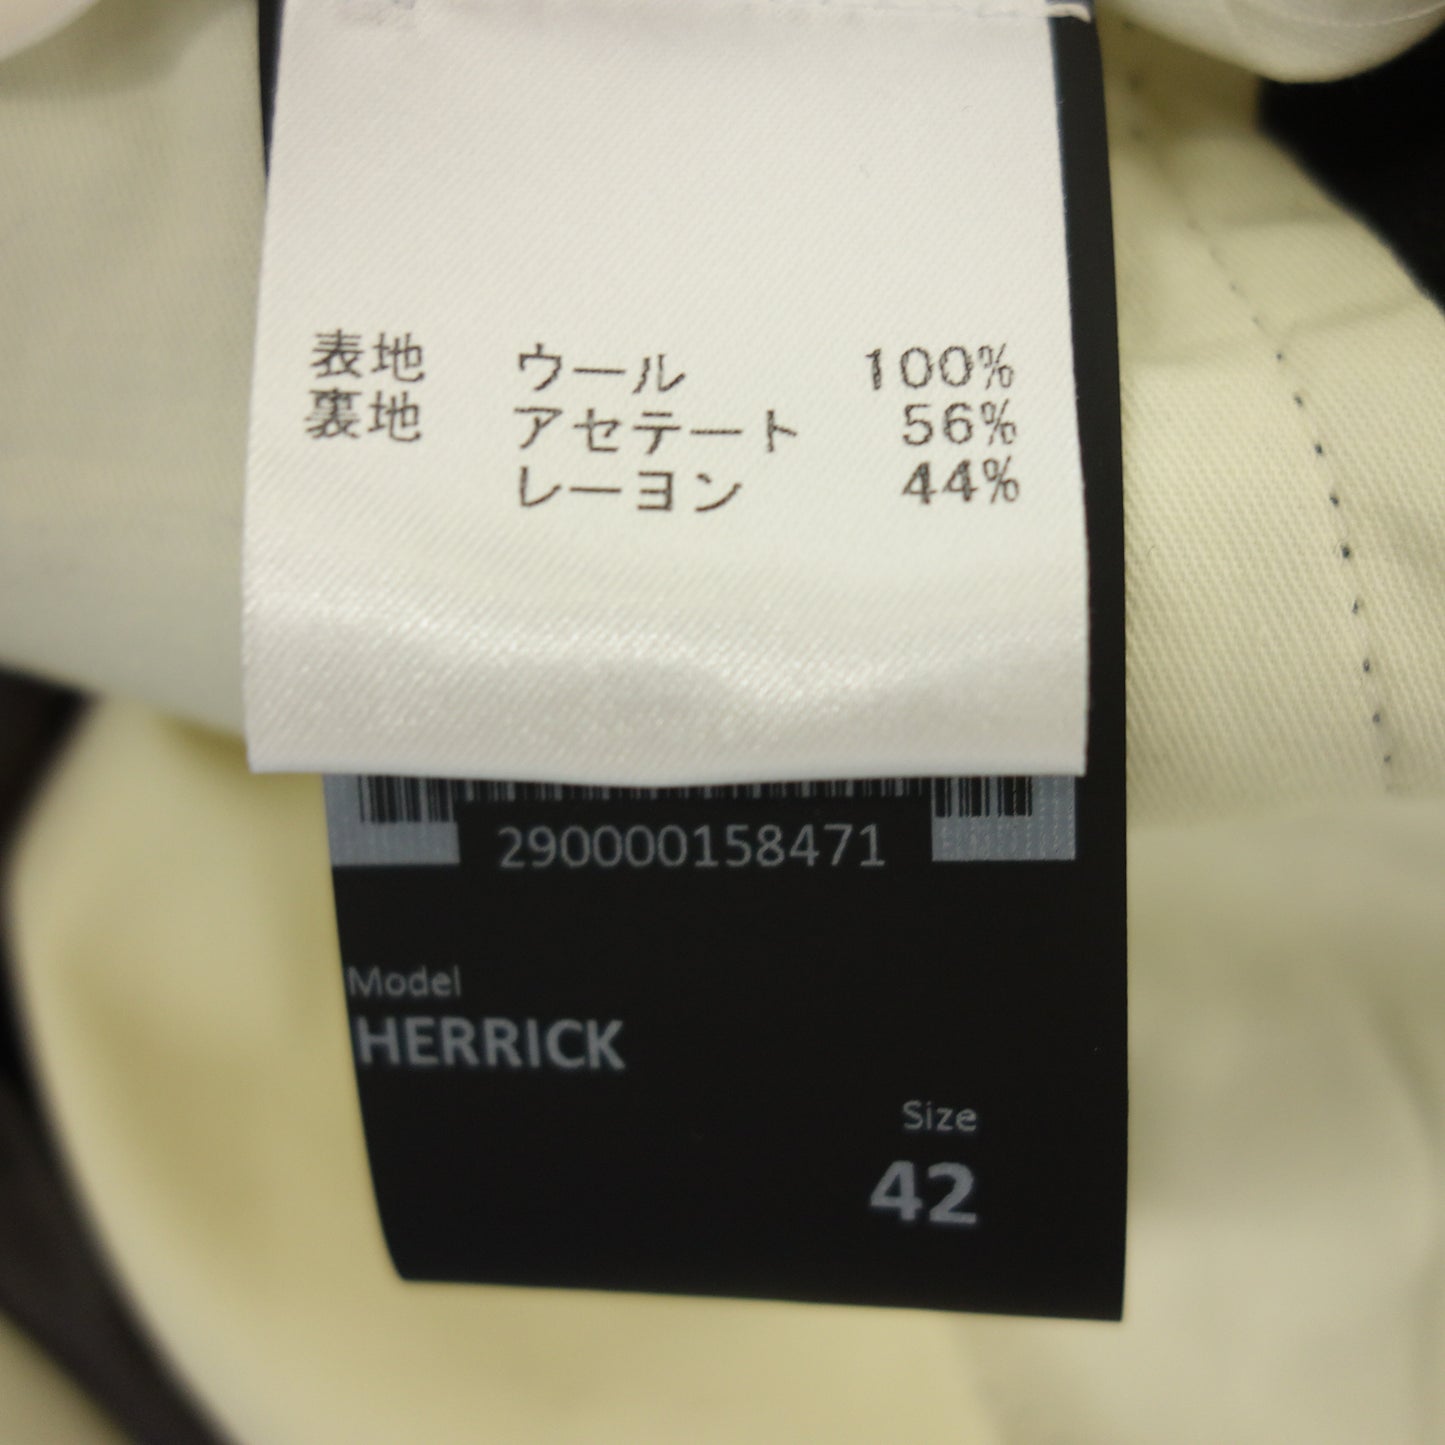 表地 ウール 100%
裏地 アセテート 56%
レーヨン 44%
290000158471
Model
HERRICK
Size
42